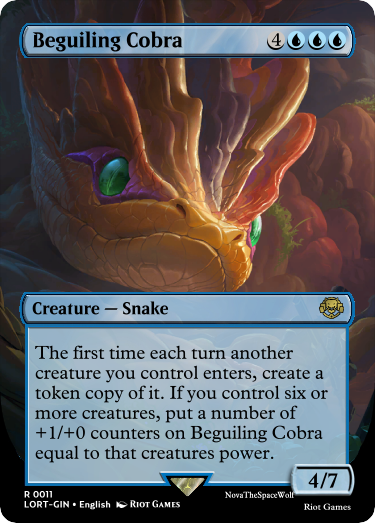 Beguiling Cobra 4
Creature — Snake
The first time each turn another
creature you control enters, create a
token copy of it. If you control six or
more creatures, put a number of
+1/+0 counters on Beguiling Cobra
equal to that creatures power.
4/7
R 0011
LORT-GIN • English RIOT GAMES
NovaTheSpaceWolf
Riot Games